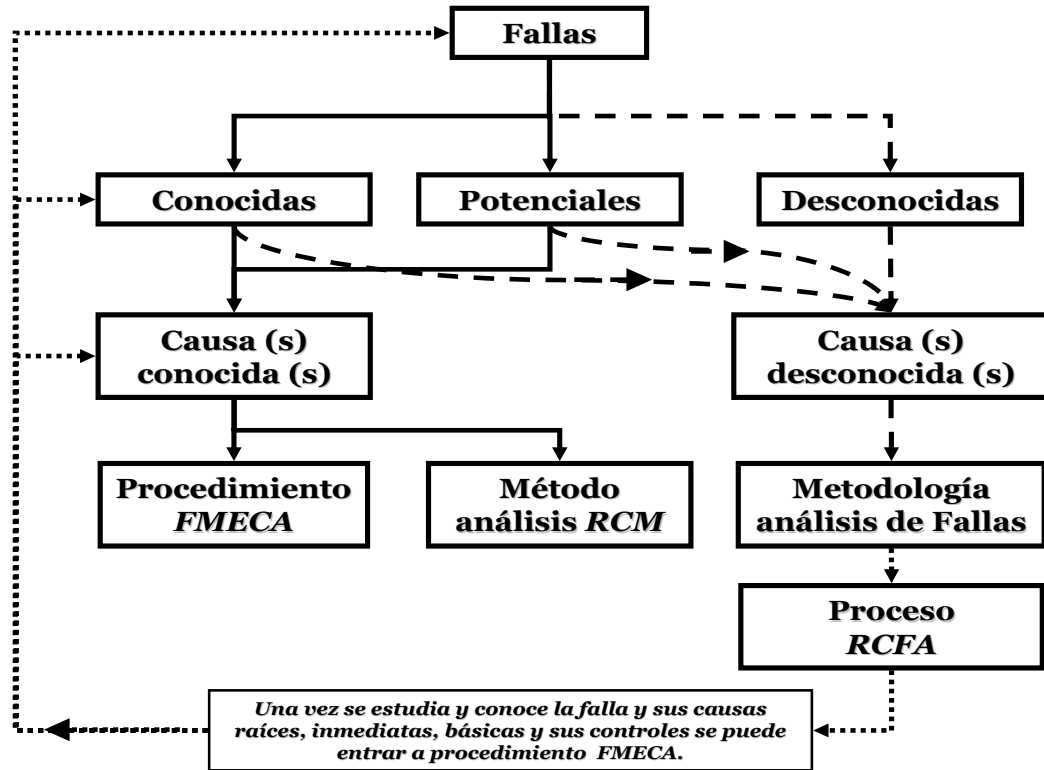 Fallas
Conocidas
Potenciales
Desconocidas
Causa (s)
conocida (s)
Causa (s)
desconocida (s)
Procedimiento
FMECA
Método
análisis RCM
Metodología
análisis de Fallas
Proceso
RCFA
Una vez se estudia y conoce la falla y sus causas
raíces, inmediatas, básicas y sus controles se puede
entrar a procedimiento FMECA.